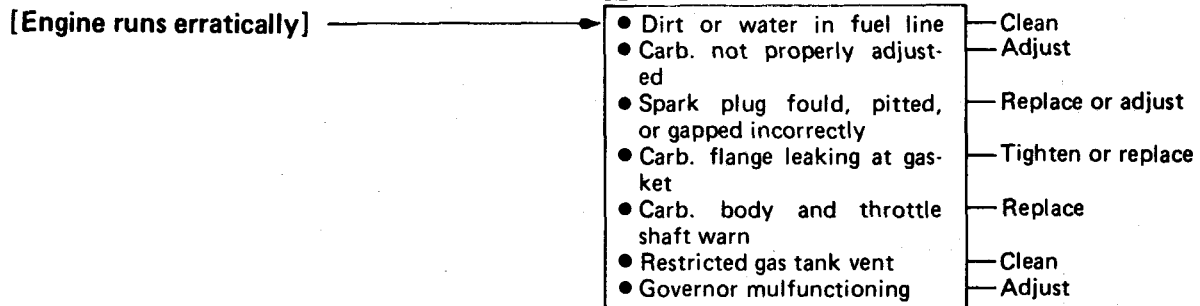 [Engine runs erratically]
● Dirt or water in fuel line
Clean
● Carb. not properly adjust-
ed
Adjust
● Spark plug fould, pitted,
or gapped incorrectly
Replace or adjust
● Carb. flange leaking at gas-
ket
Tighten or replace
● Carb. body and throttle
shaft warn
Replace
● Restricted gas tank vent
Clean
● Governor mulfunctioning
Adjust